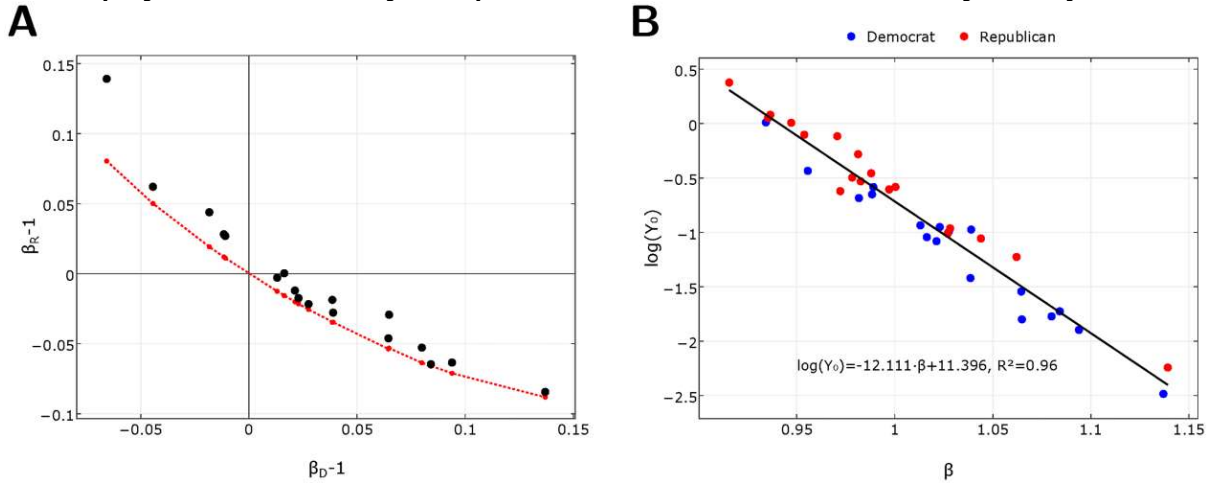 A
0.15
0.1
0.05
0
−0.05
−0.1
βR-1
−0.05
0
0.05
0.1
0.15
βD-1
B
Democrat
Republican
0.5
0
−0.5
−1
−1.5
−2
−2.5
log(Y₀)
log(Y₀)=-12.111·β+11.396, R²=0.96
0.95
1
1.05
1.1
1.15
β